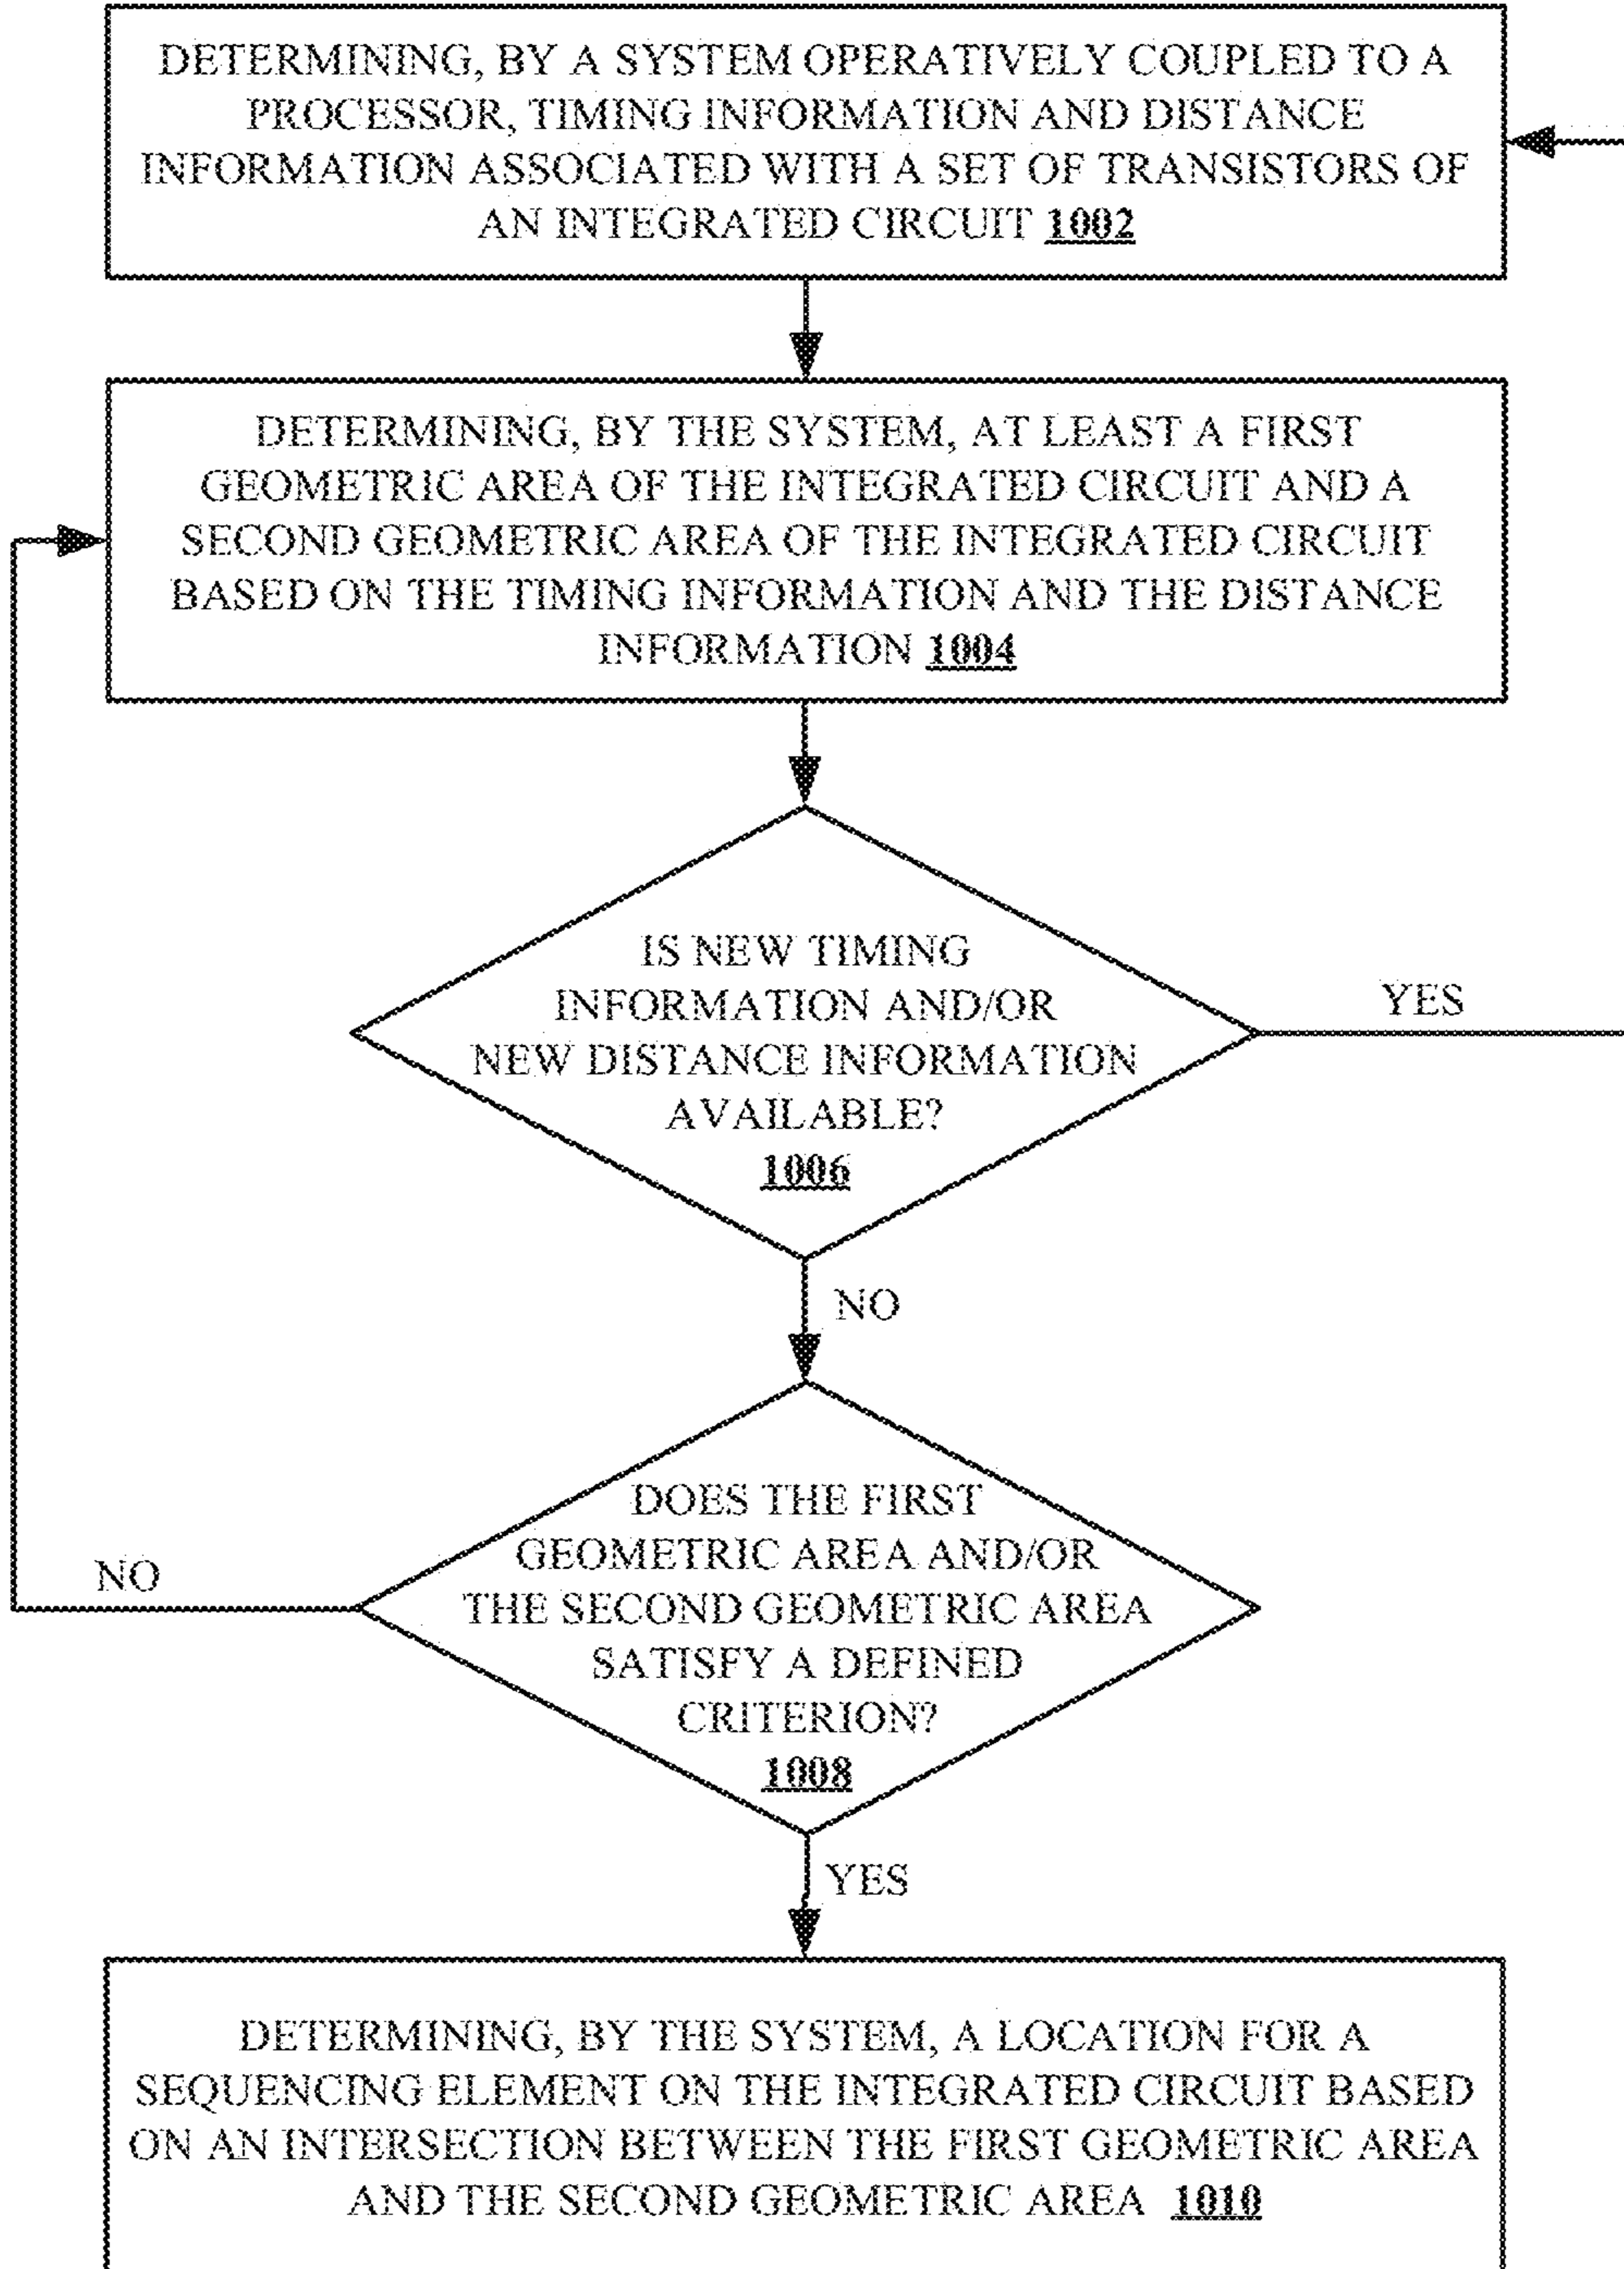 DETERMINING, BY A SYSTEM OPERATIVELY COUPLED TO A
PROCESSOR, TIMING INFORMATION AND DISTANCE
INFORMATION ASSOCIATED WITH A SET OF TRANSISTORS OF
AN INTEGRATED CIRCUIT 1002
DETERMINING, BY THE SYSTEM, AT LEAST A FIRST
GEOMETRIC AREA OF THE INTEGRATED CIRCUIT AND A
SECOND GEOMETRIC AREA OF THE INTEGRATED CIRCUIT
BASED ON THE TIMING INFORMATION AND THE DISTANCE
INFORMATION 1004
IS NEW TIMING
INFORMATION AND/OR
NEW DISTANCE INFORMATION
AVAILABLE?
1006
YES
NO
DOES THE FIRST
GEOMETRIC AREA AND/OR
THE SECOND GEOMETRIC AREA
SATISFY A DEFINED
CRITERION?
1008
NO
YES
DETERMINING, BY THE SYSTEM, A LOCATION FOR A
SEQUENCING ELEMENT ON THE INTEGRATED CIRCUIT BASED
ON AN INTERSECTION BETWEEN THE FIRST GEOMETRIC AREA
AND THE SECOND GEOMETRIC AREA 1010